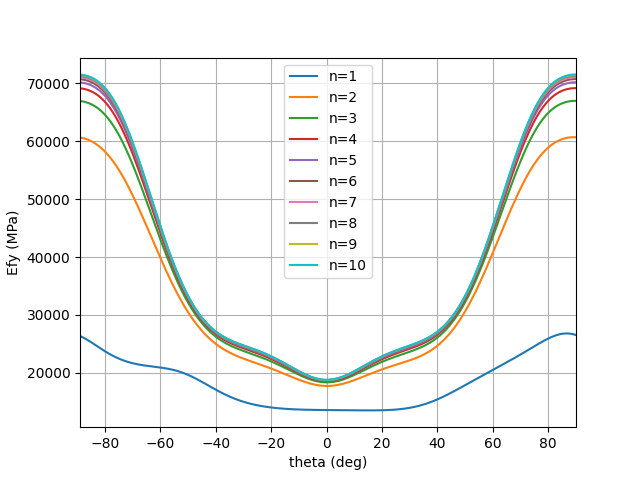 n=1
n=2
n=3
n=4
n=5
n=6
n=7
n=8
n=9
n=10
70000
60000
50000
40000
30000
20000
Efy (MPa)
−80 −60 −40 −20 0 20 40 60 80
theta (deg)